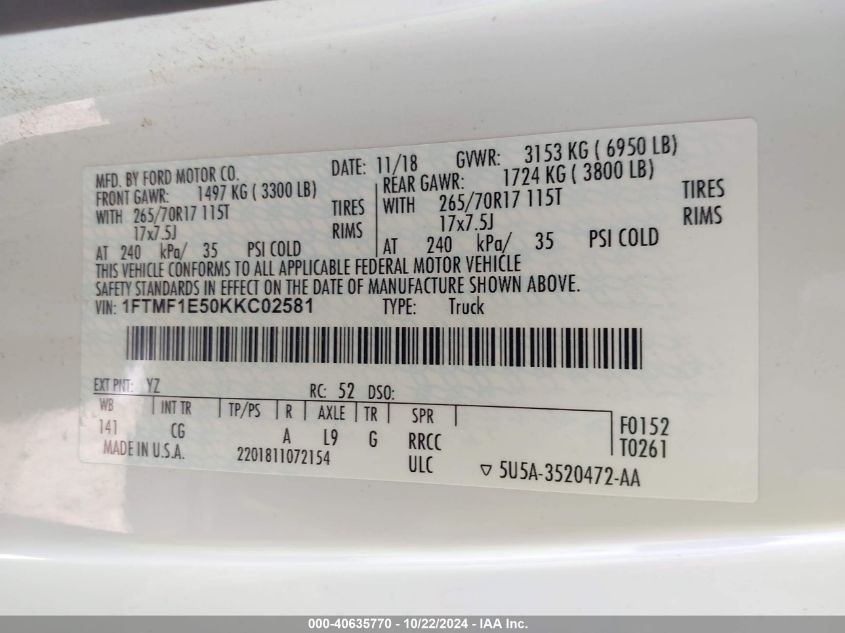 MFD. BY FORD MOTOR CO. DATE: 11/18 GVWR: 3153 KG ( 6950 LB)
FRONT GAWR: 1497 KG ( 3300 LB) REAR GAWR: 1724 KG ( 3800 LB)
WITH 265/70R17 115T TIRES WITH 265/70R17 115T TIRES
17x7.5J RIMS 17x7.5J RIMS
AT 240 kPa/ 35 PSI COLD AT 240 kPa/ 35 PSI COLD
THIS VEHICLE CONFORMS TO ALL APPLICABLE FEDERAL MOTOR VEHICLE
SAFETY STANDARDS IN EFFECT ON THE DATE OF MANUFACTURE SHOWN ABOVE.
VIN: 1FTMF1E50KKC02581 TYPE: Truck
EXT PNT: YZ RC: 52 DSO:
WB INT TR TP/PS R AXLE TR SPR
141 CG A L9 G RRCC F0152
MADE IN U.S.A. 2201811072154 ULC T0261
5U5A-3520472-AA
000-40635770 - 10/22/2024 - IAA Inc.